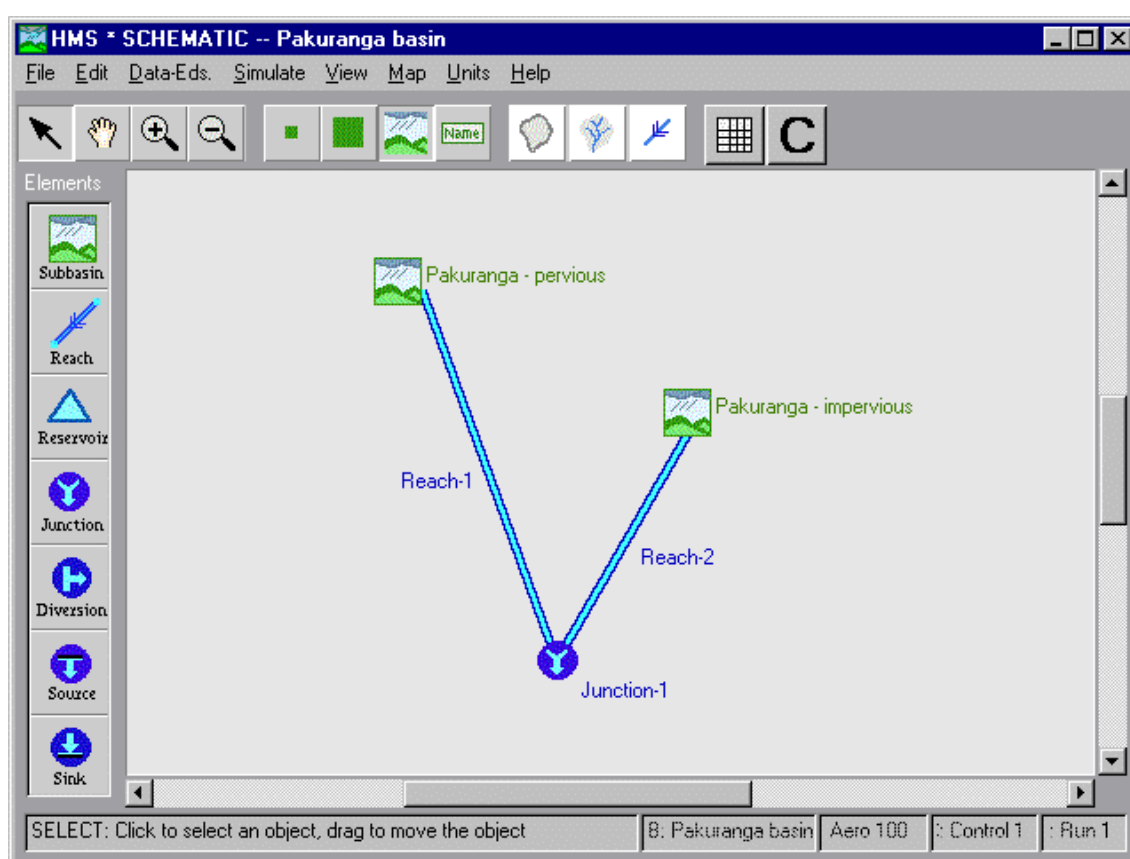 HMS * SCHEMATIC -- Pakuranga basin
File Edit Data-Eds. Simulate View Map Units Help
Name
C
Elements
Subbasin
Reach
Reservoir
Junction
Diversion
Source
Sink
Pakuranga - pervious
Pakuranga - impervious
Reach-1
Reach-2
Junction-1
SELECT: Click to select an object, drag to move the object
B: Pakuranga basin
Aero 100
: Control 1
: Run 1